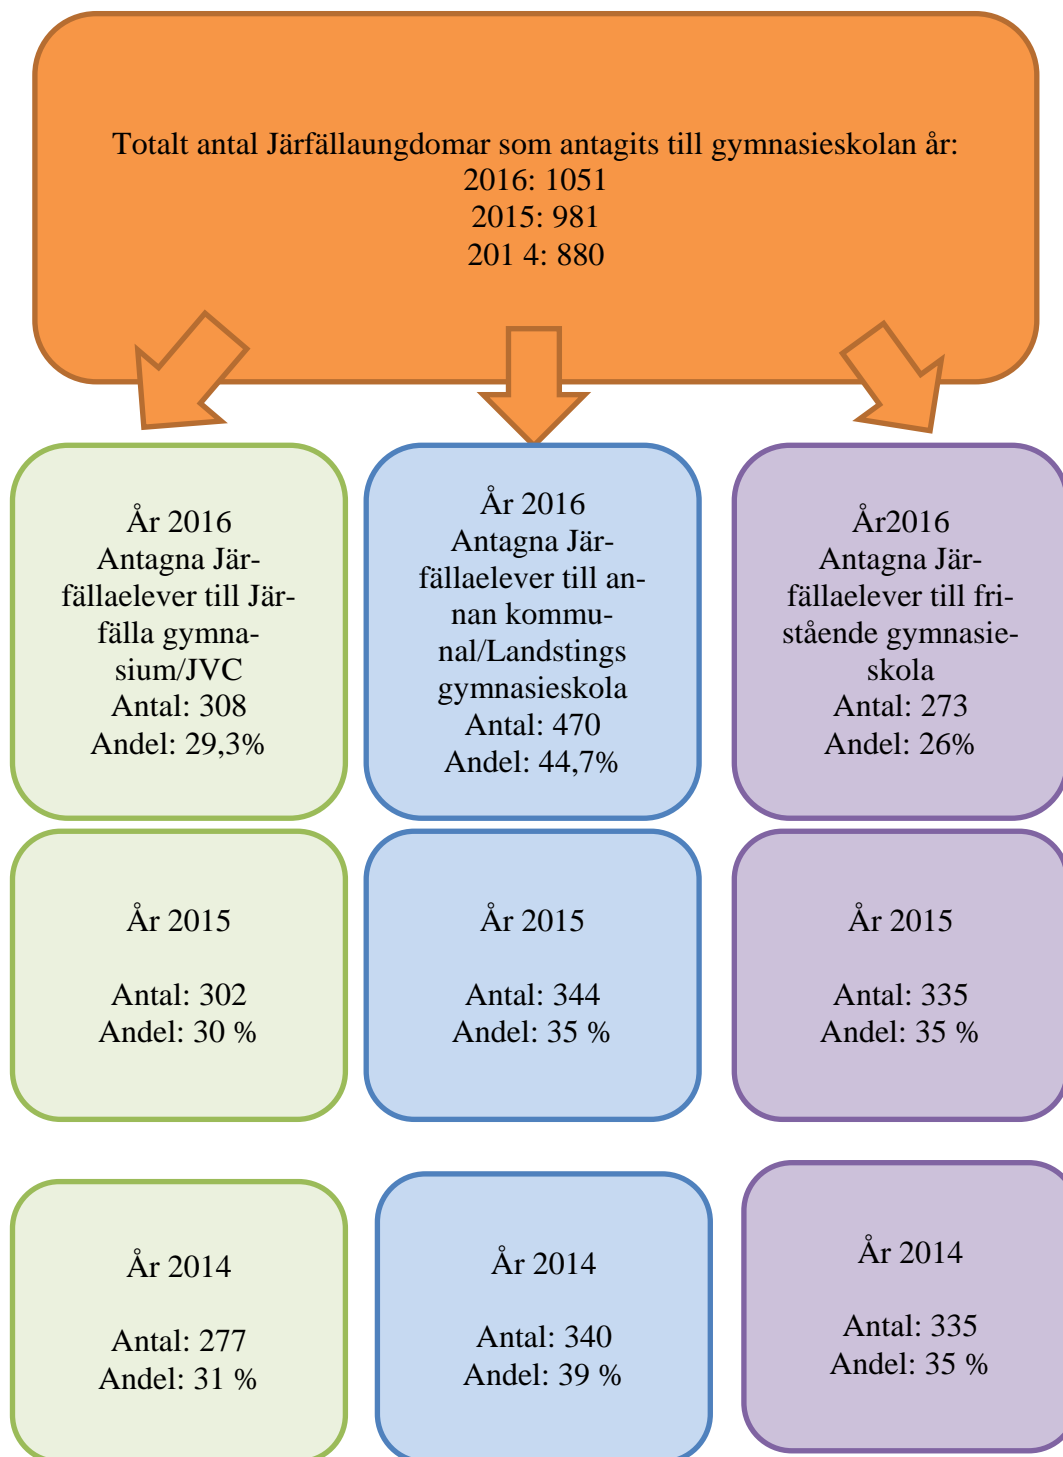 Totalt antal Järfällaungdomar som antagits till gymnasieskolan år:
2016: 1051
2015: 981
201 4: 880
År 2016
Antagna Jär-
fällaelever till Jär-
fälla gymna-
sium/JVC
Antal: 308
Andel: 29,3%
År 2016
Antagna Jär-
fällaelever till an-
nan kommu-
nal/Landstings
gymnasieskola
Antal: 470
Andel: 44,7%
År2016
Antagna Jär-
fällaelever till fri-
stående gymnasie-
skola
Antal: 273
Andel: 26%
År 2015
Antal: 302
Andel: 30 %
År 2015
Antal: 344
Andel: 35 %
År 2015
Antal: 335
Andel: 35 %
År 2014
Antal: 277
Andel: 31 %
År 2014
Antal: 340
Andel: 39 %
År 2014
Antal: 335
Andel: 35 %